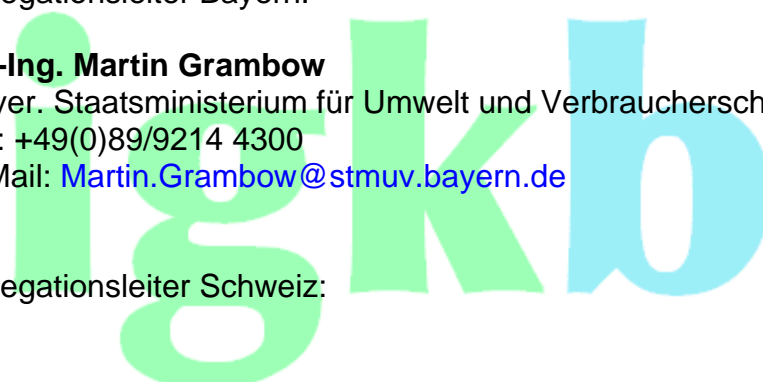 egationsleiter Bayern:
-Ing. Martin Grambow
yer. Staatsministerium für Umwelt und Verbrauchersch
: +49(0)89/9214 4300
Mail: Martin.Grambow@stmuv.bayern.de
egationsleiter Schweiz:
igkb